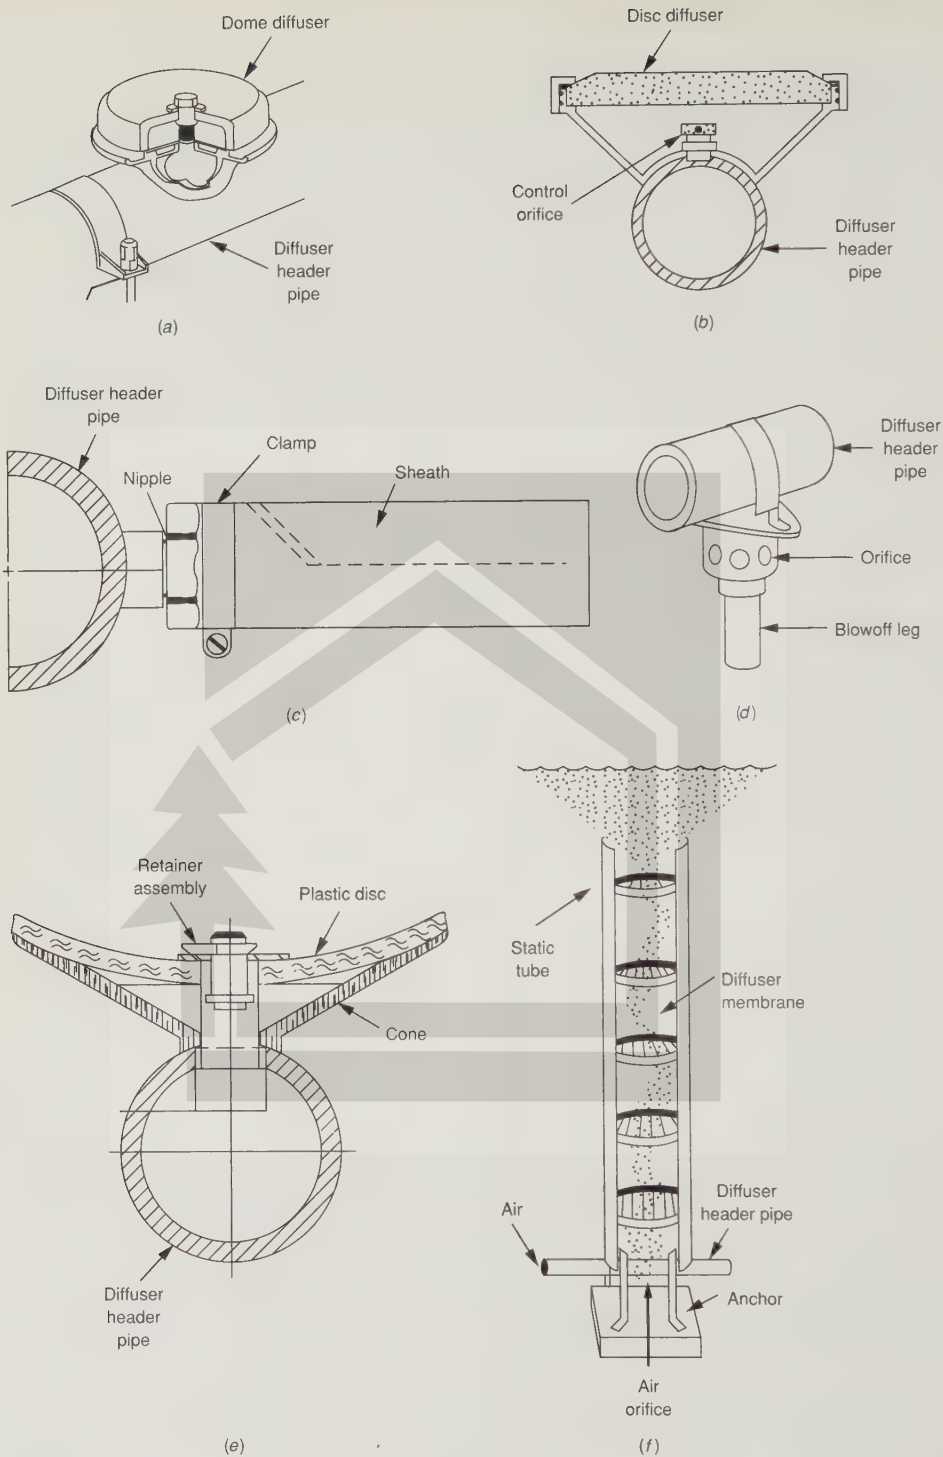 Dome diffuser
Diffuser
header
pipe
(a)
Disc diffuser
Control
orifice
Diffuser
header
pipe
(b)
Diffuser header
pipe
Nipple
Clamp
Sheath
(c)
Diffuser
header
pipe
Orifice
Blowoff leg
(d)
Retainer
assembly
Plastic disc
Cone
Diffuser
header
pipe
(e)
Static
tube
Diffuser
membrane
Air
Diffuser
header pipe
Anchor
Air
orifice
(f)